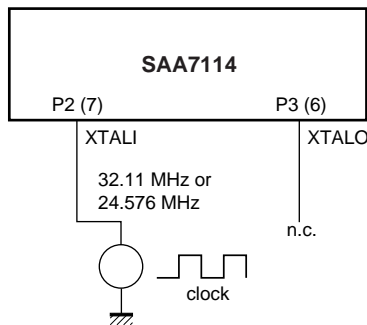 SAA7114
P2 (7)
P3 (6)
XTALI
XTALO
32.11 MHz or
24.576 MHz
n.c.
clock